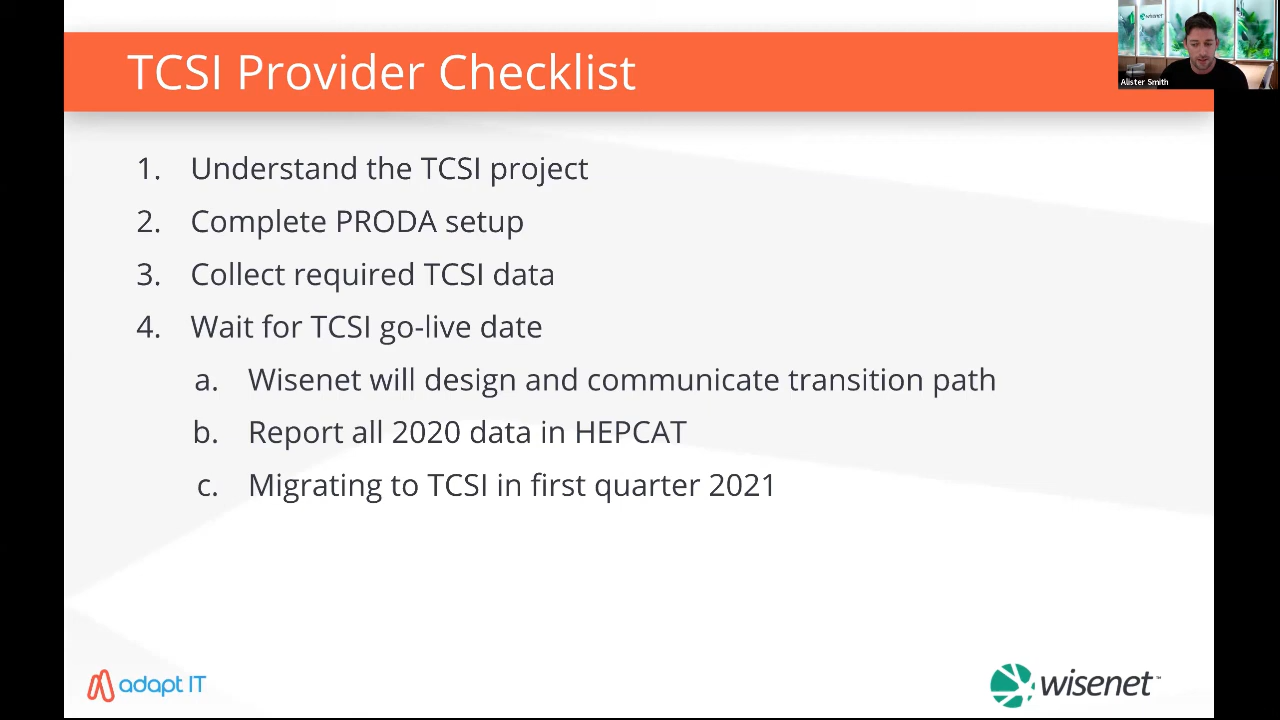 TCSI Provider Checklist
wisenet
Alister Smith
1. Understand the TCSI project
2. Complete PRODA setup
3. Collect required TCSI data
4. Wait for TCSI go-live date
a. Wisenet will design and communicate transition path
b. Report all 2020 data in HEPCAT
c. Migrating to TCSI in first quarter 2021
adapt IT
wisenet™